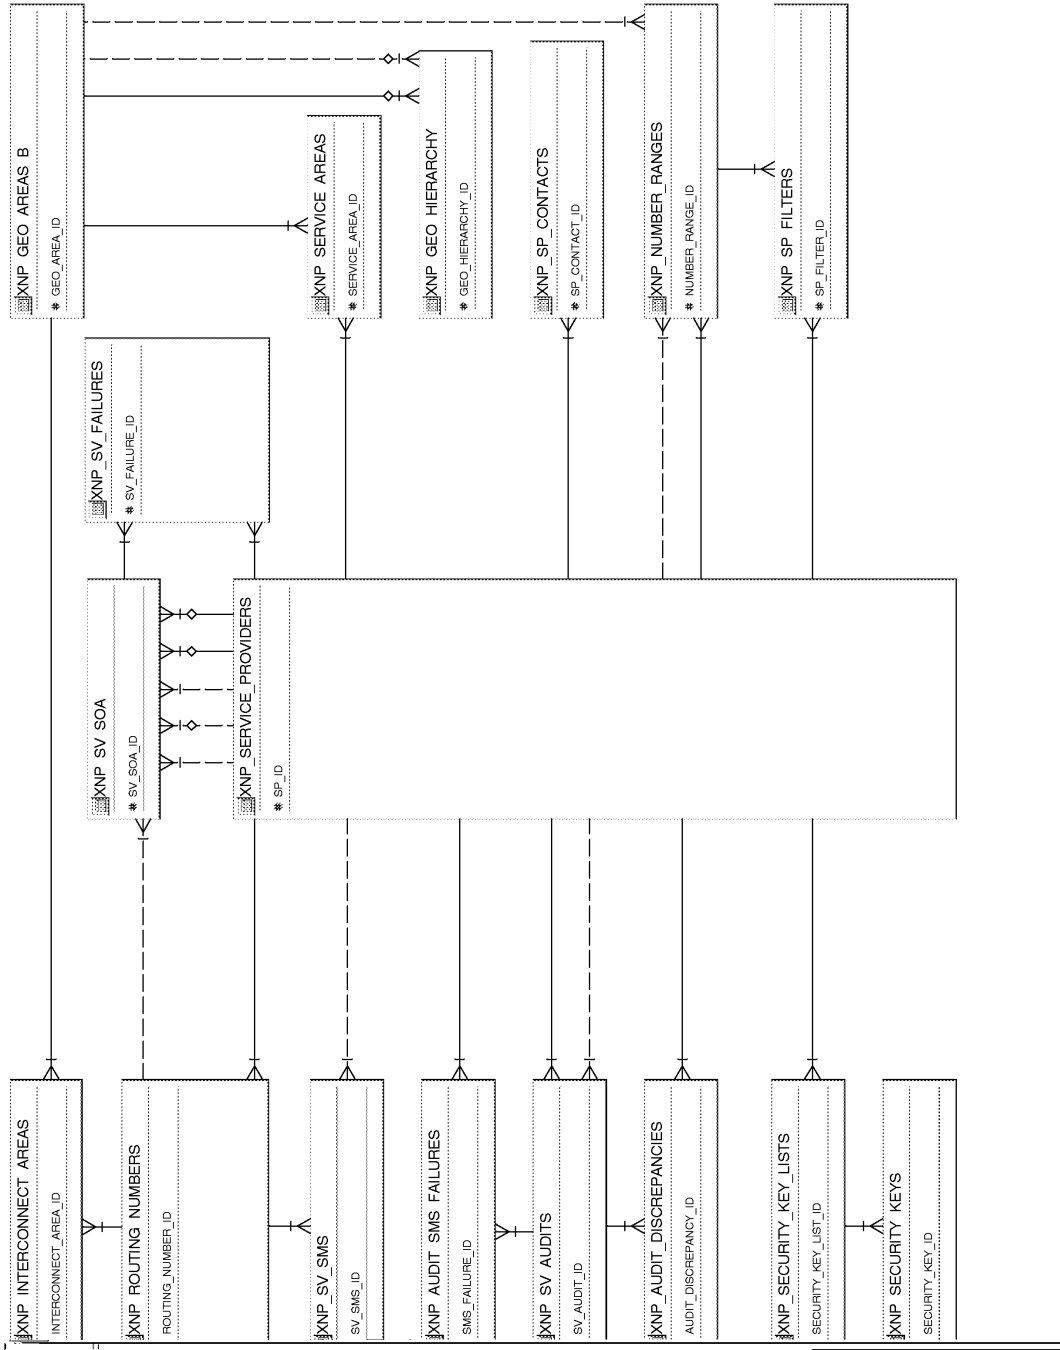 XNP GEO AREAS B
# GEO_AREA_ID
XNP SERVICE AREAS
# SERVICE_AREA_ID
XNP GEO HIERARCHY
# GEO_HIERARCHY_ID
XNP_SP_CONTACTS
# SP_CONTACT_ID
XNP_NUMBER_RANGES
# NUMBER_RANGE_ID
XNP SP FILTERS
# SP_FILTER_ID
XNP_SV_FAILURES
# SV_FAILURE_ID
XNP SV SOA
# SV_SOA_ID
XNP_SERVICE_PROVIDERS
# SP_ID
XNP INTERCONNECT AREAS
INTERCONNECT_AREA_ID
XNP ROUTING NUMBERS
ROUTING_NUMBER_ID
XNP_SV_SMS
SV_SMS_ID
XNP AUDIT SMS FAILURES
SMS_FAILURE_ID
XNP SV AUDITS
SV_AUDIT_ID
XNP_AUDIT_DISCREPANCIES
AUDIT_DISCREPANCY_ID
XNP_SECURITY_KEY_LISTS
SECURITY_KEY_LIST_ID
XNP SECURITY KEYS
SECURITY_KEY_ID